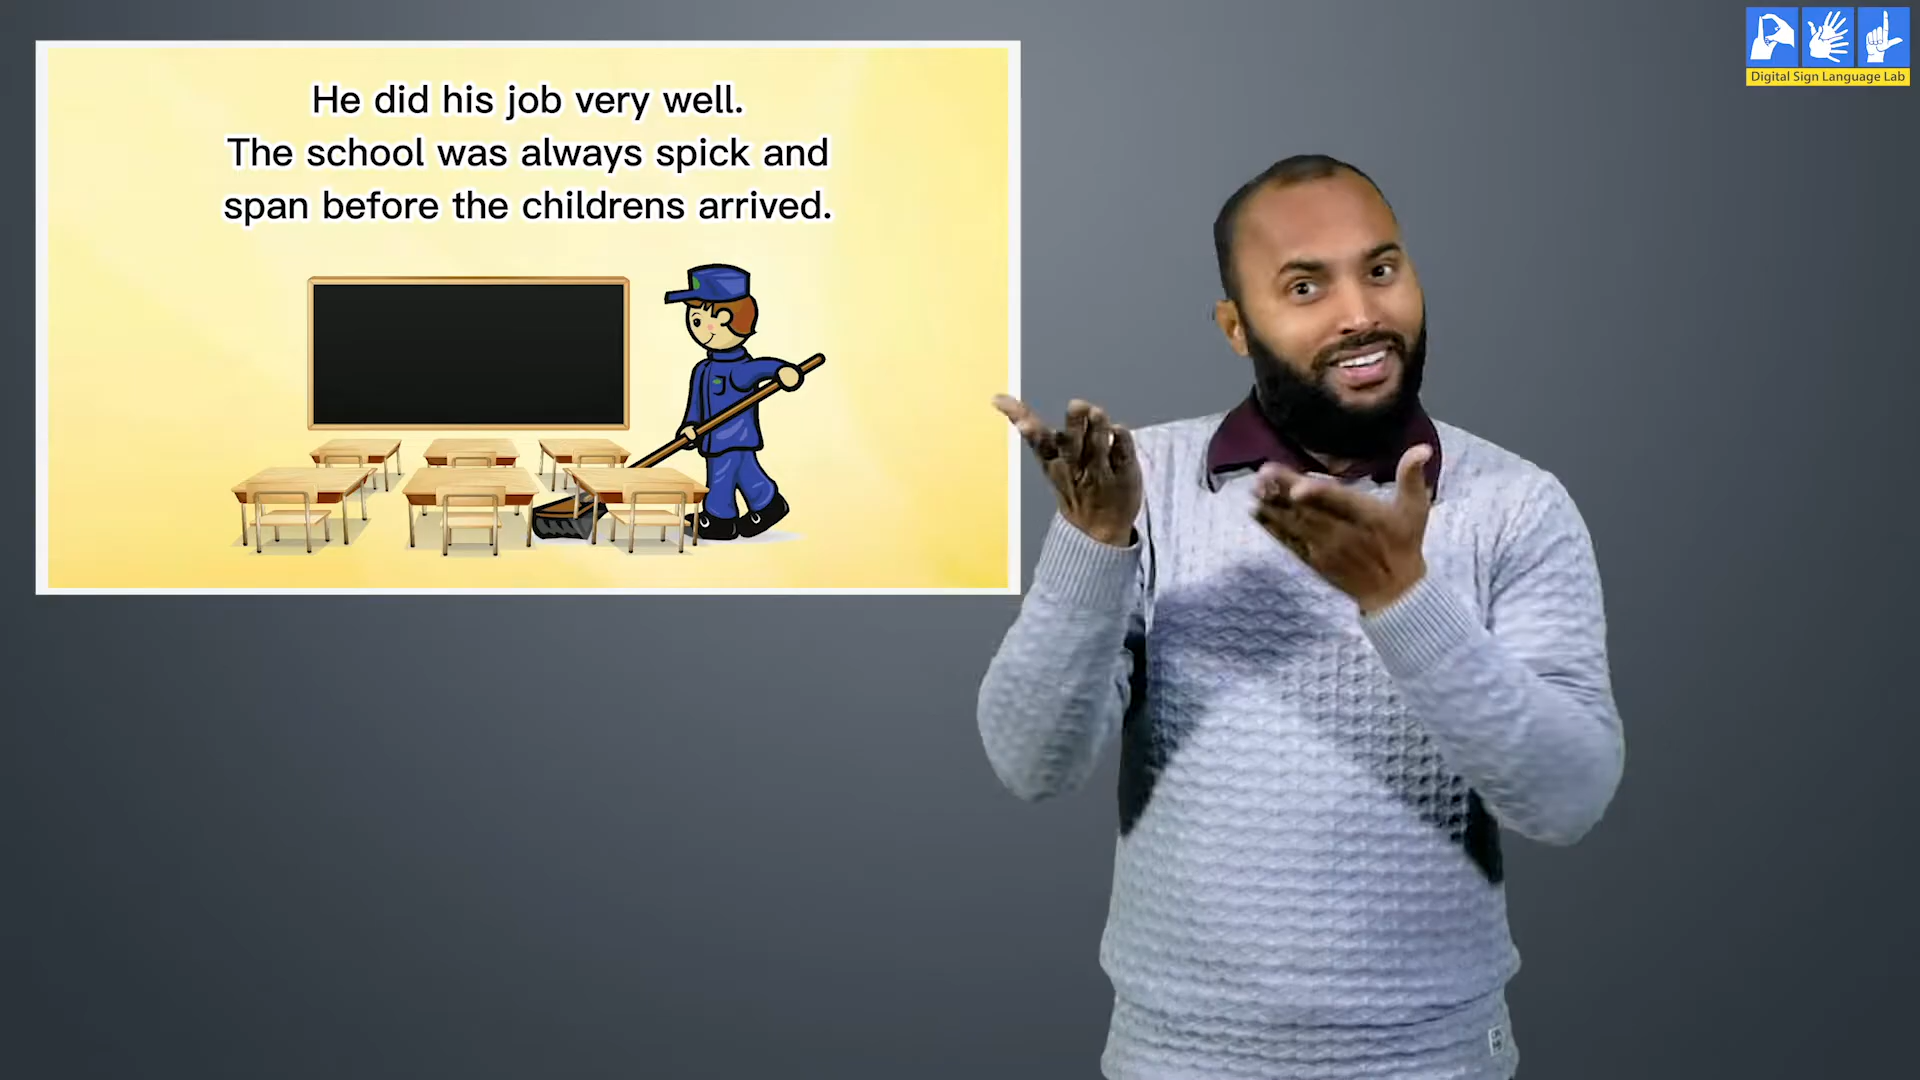 He did his job very well.
The school was always spick and
span before the childrens arrived.
Digital Sign Language Lab